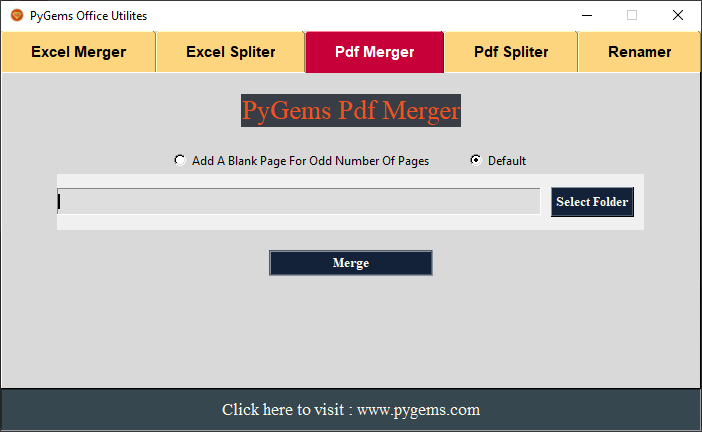 PyGems Office Utilites
Excel Merger Excel Spliter Pdf Merger Pdf Spliter Renamer
PyGems Pdf Merger
Add A Blank Page For Odd Number Of Pages Default
Select Folder
Merge
Click here to visit : www.pygems.com